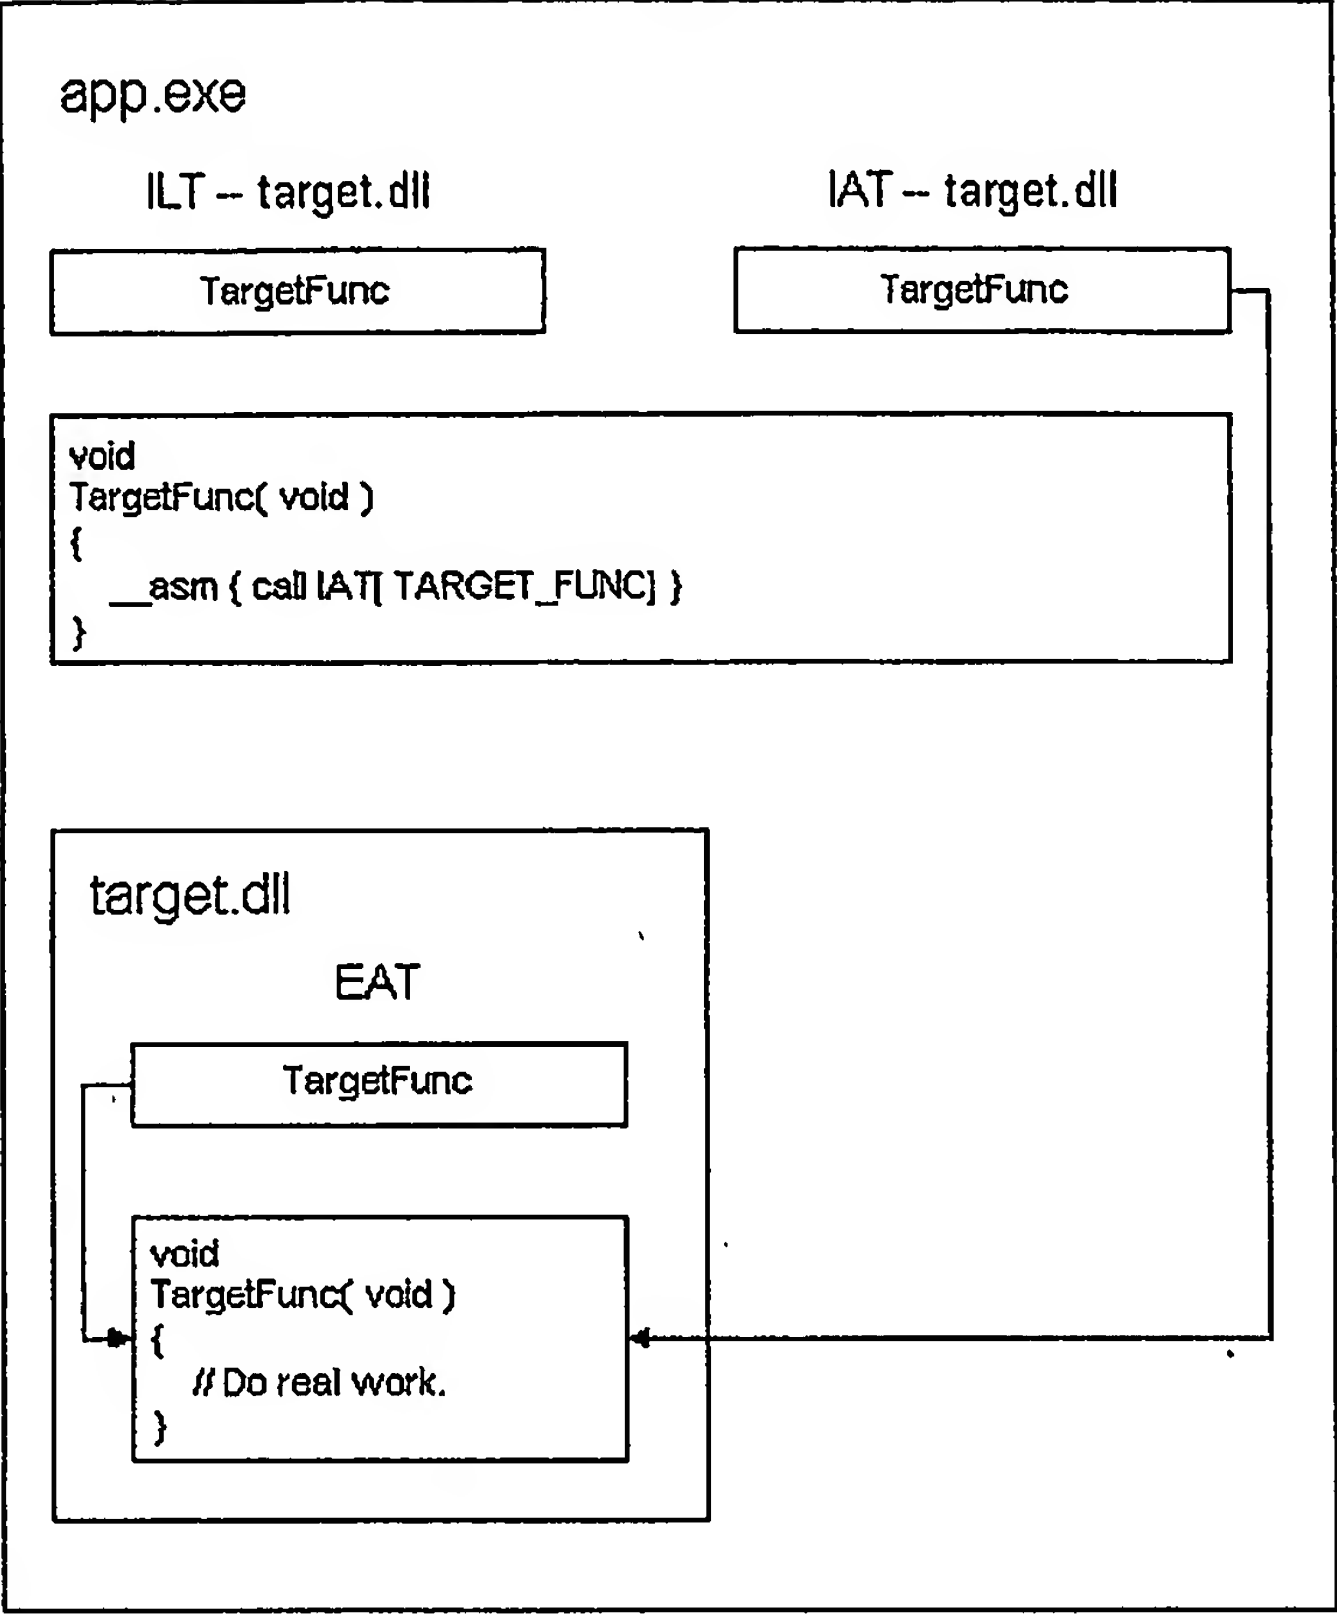 app.exe
ILT -- target.dll
IAT -- target.dll
TargetFunc
TargetFunc
void
TargetFunc( void )
{
__asm { call IAT[ TARGET_FUNC] }
}
target.dll
EAT
TargetFunc
void
TargetFunc( void )
{
// Do real work.
}